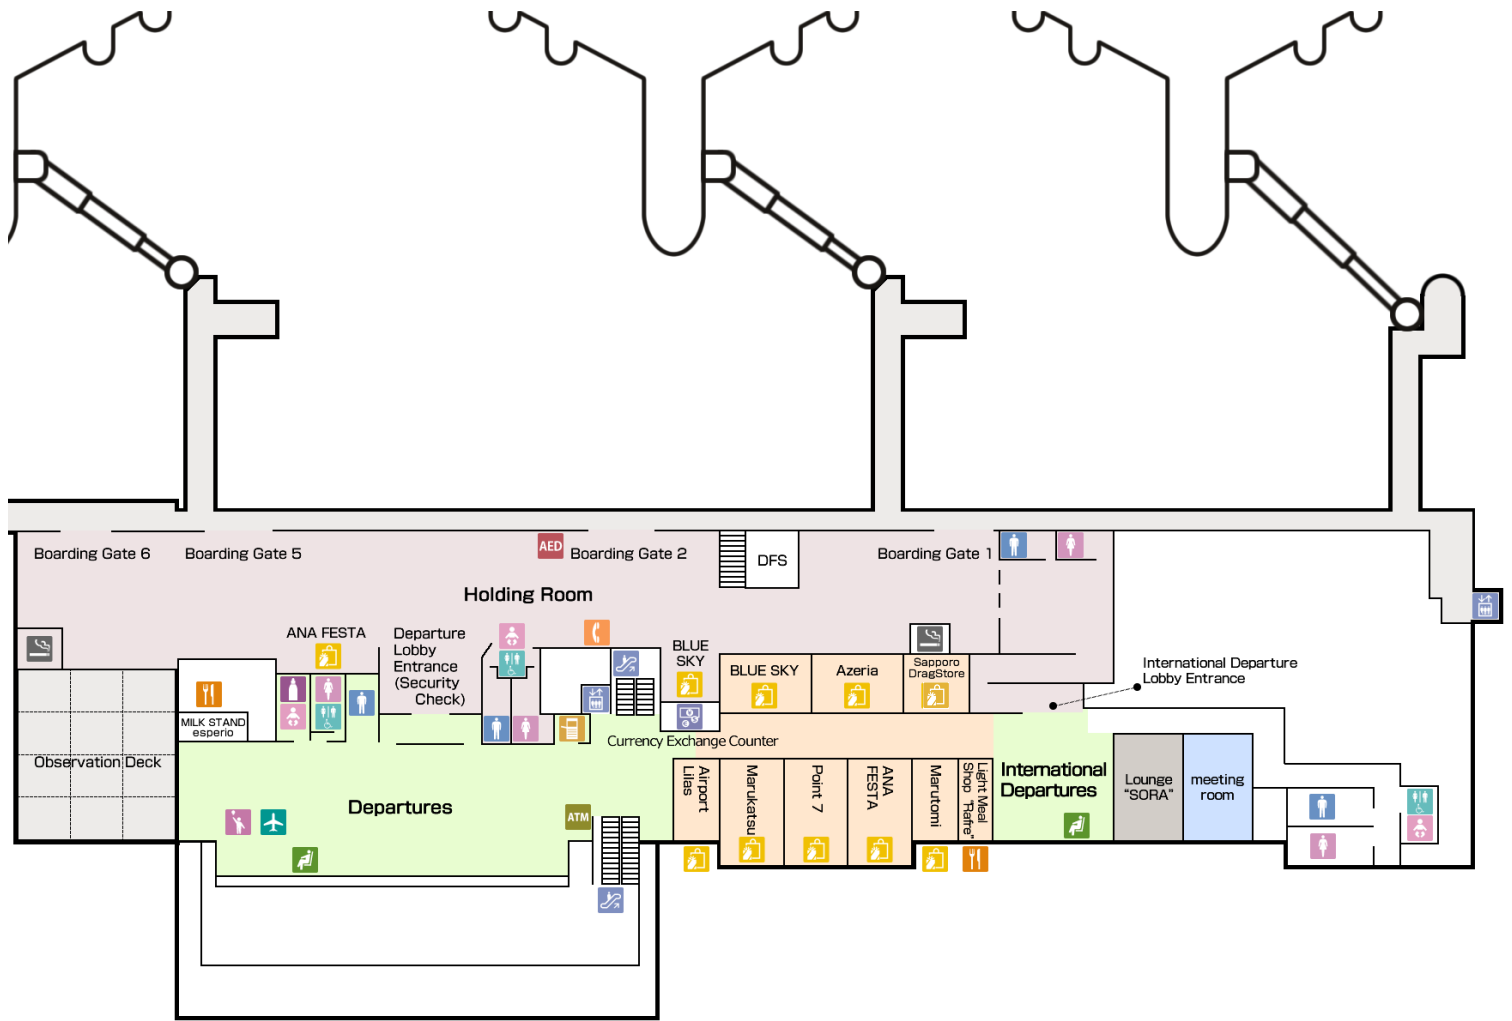 Boarding Gate 6
Boarding Gate 5
AED
Boarding Gate 2
DFS
Boarding Gate 1
Holding Room
ANA FESTA
Departure
Lobby
Entrance
(Security
Check)
BLUE
SKY
BLUE SKY
Azeria
Sapporo
DragStore
International Departure
Lobby Entrance
MILK STAND
esperio
Observation Deck
Currency Exchange Counter
Departures
ATM
Airport
Lilas
Marukatsu
Point 7
ANA
FESTA
Marutomi
Light Meal
Shop "Rafre"
International
Departures
Lounge
“SORA”
meeting
room